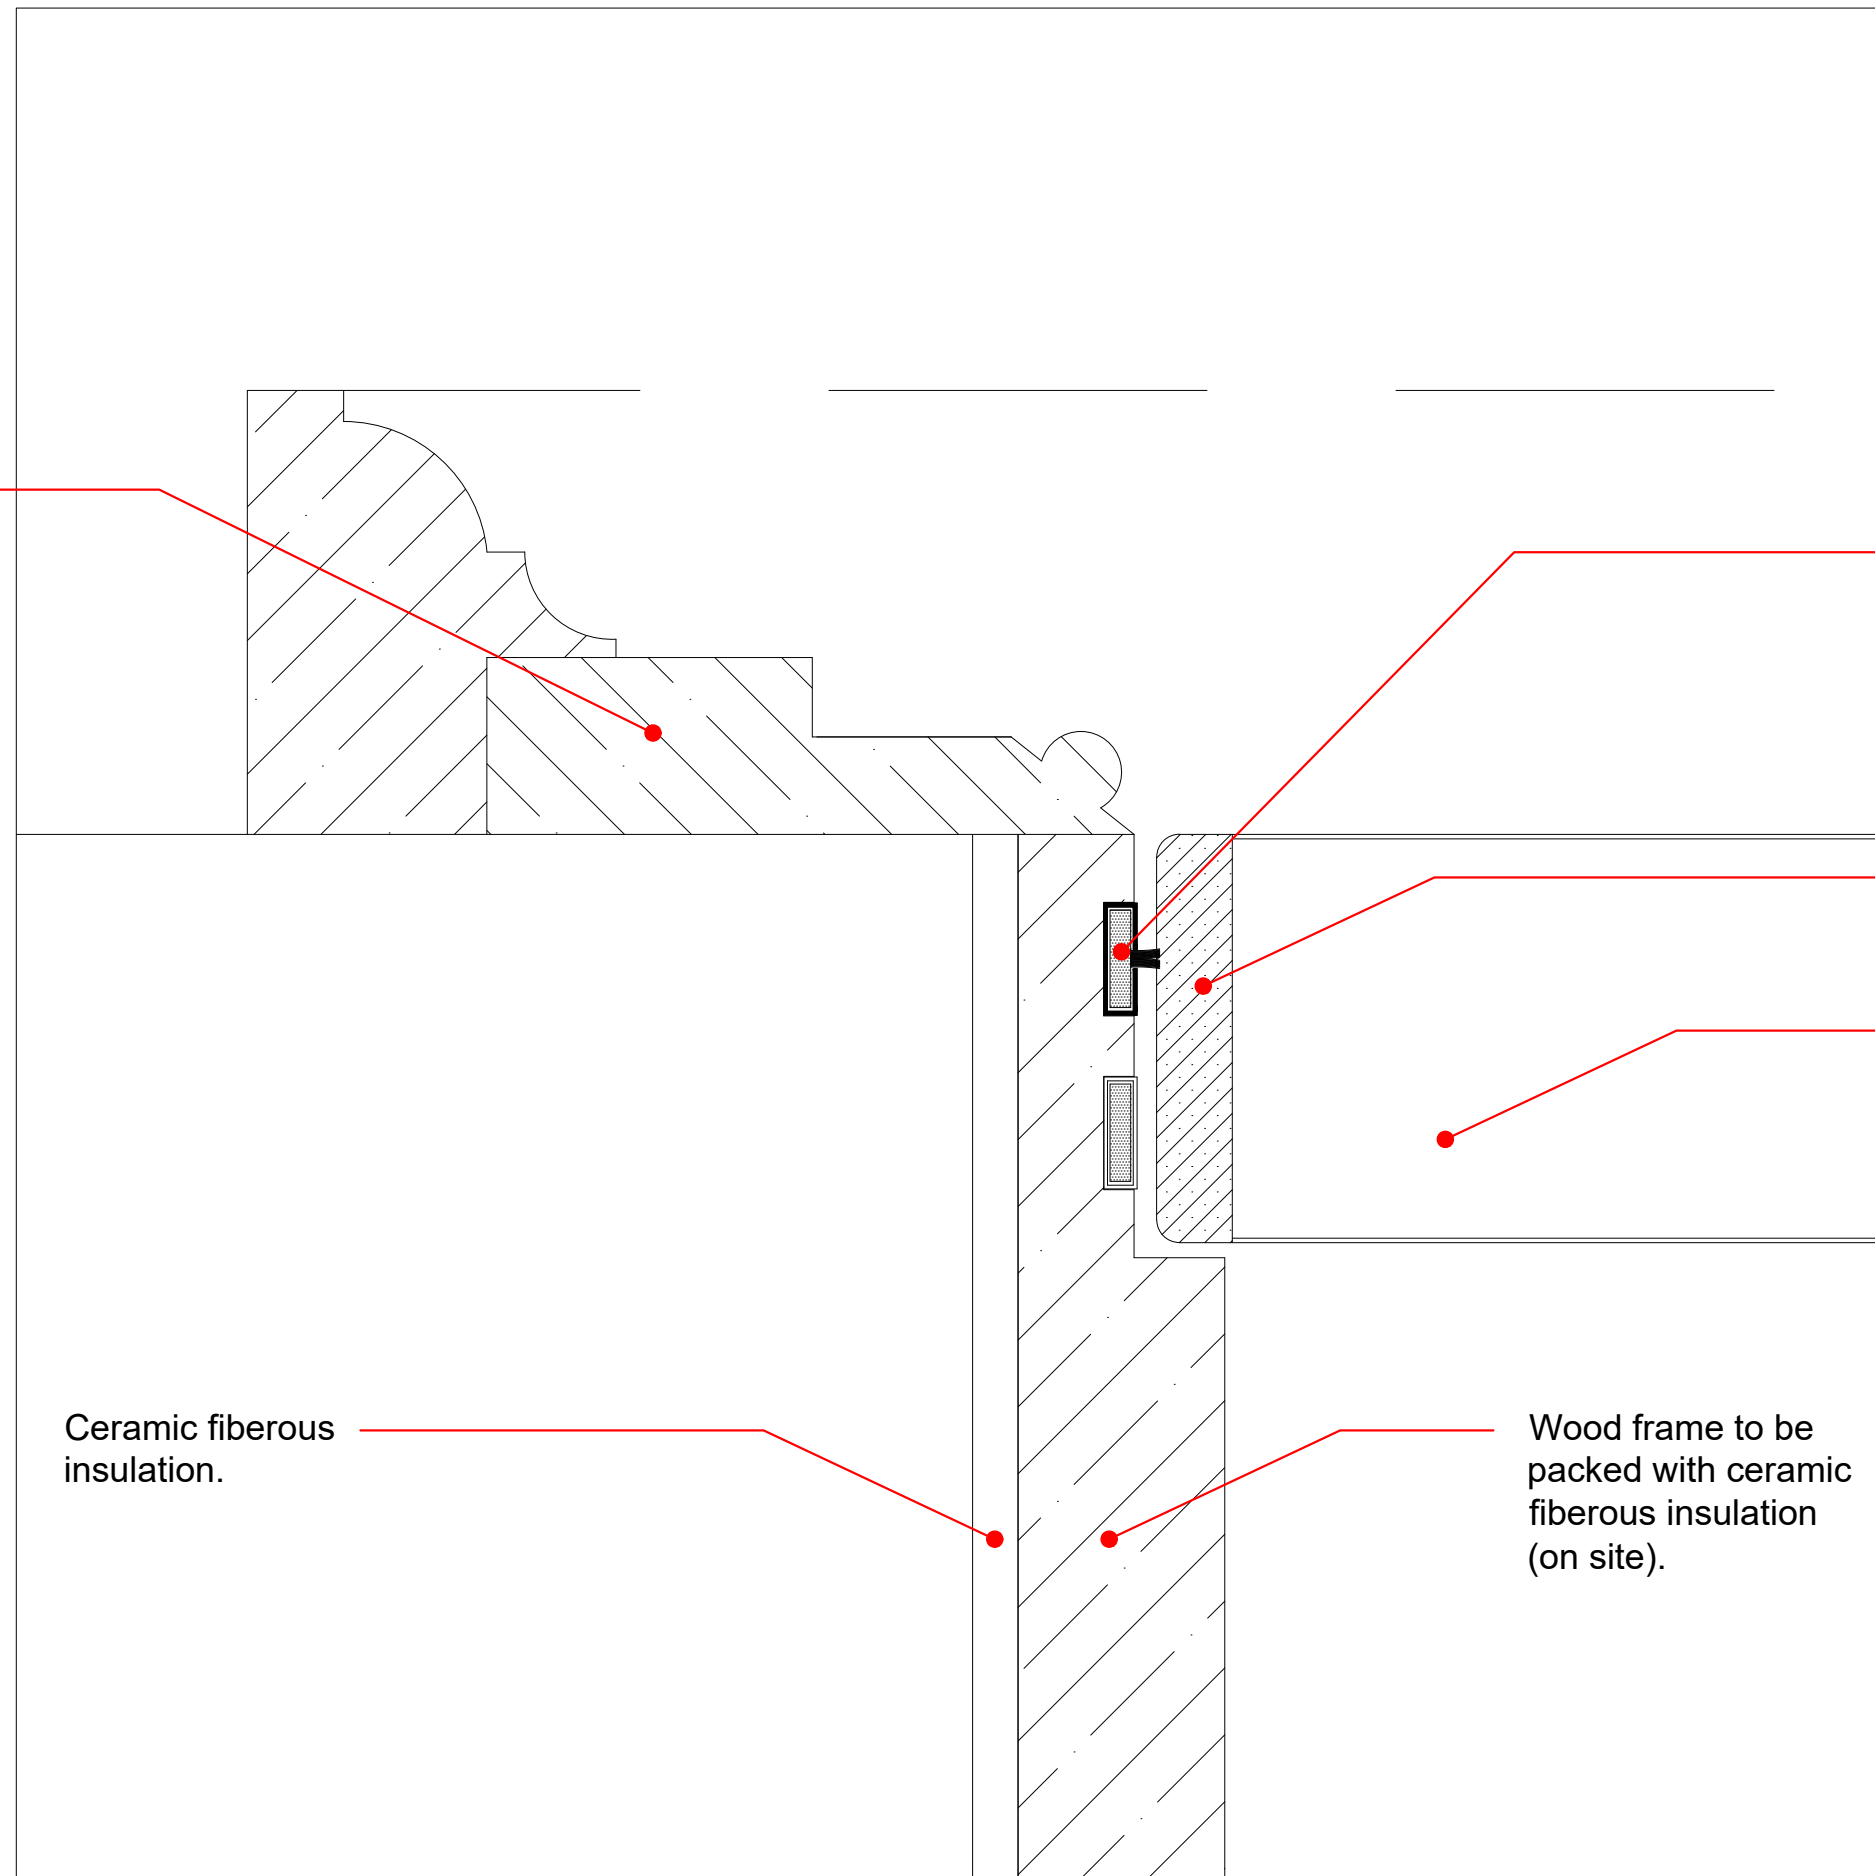 Ceramic fiberous
insulation.
Wood frame to be
packed with ceramic
fiberous insulation
(on site).